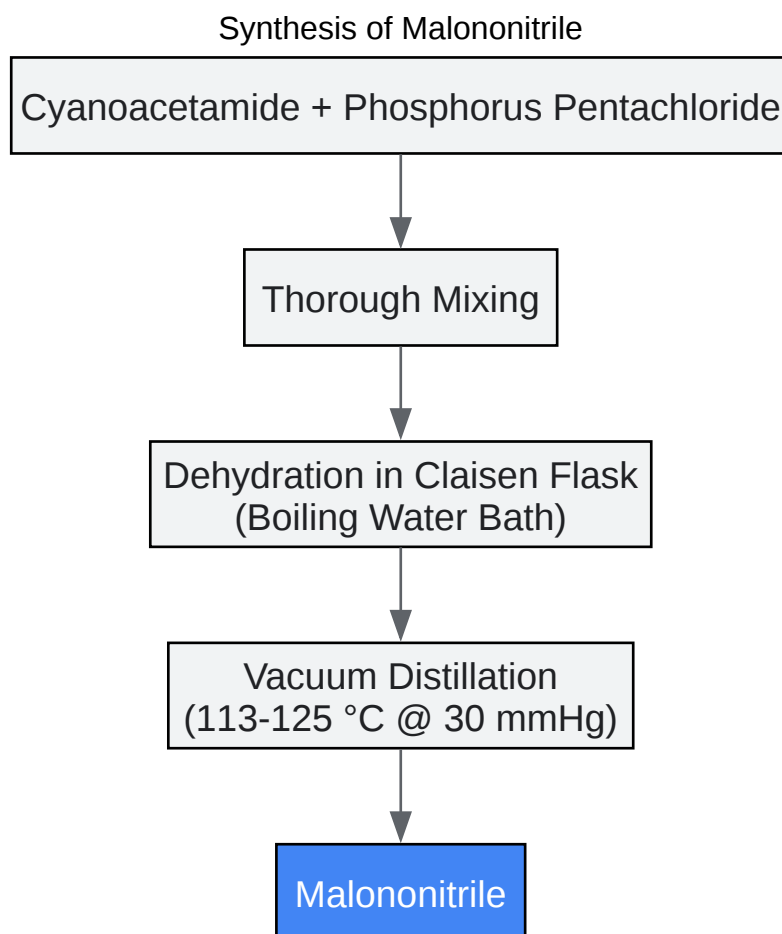 Synthesis of Malononitrile
Cyanoacetamide + Phosphorus Pentachloride
Thorough Mixing
Dehydration in Claisen Flask
(Boiling Water Bath)
Vacuum Distillation
(113-125 °C @ 30 mmHg)
Malononitrile